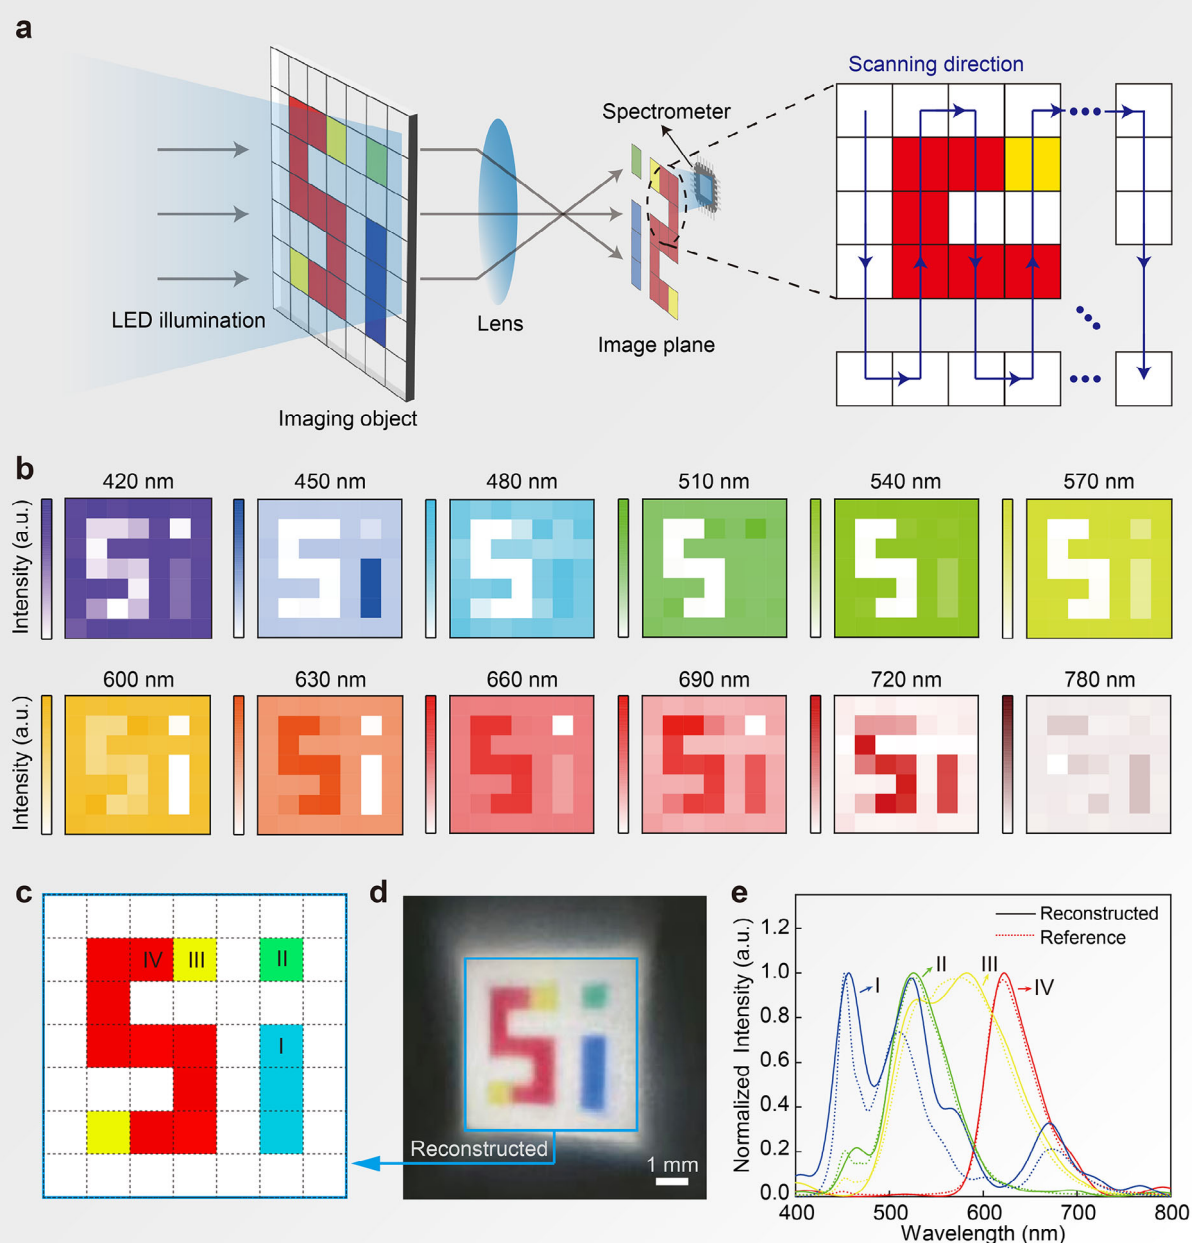 a
Scanning direction
Spectrometer
LED illumination
Lens
Image plane
Imaging object
b
420 nm
450 nm
480 nm
510 nm
540 nm
570 nm
Intensity (a.u.)
600 nm
630 nm
660 nm
690 nm
720 nm
780 nm
Intensity (a.u.)
c
IV
III
II
I
d
Reconstructed
1 mm
e
Reconstructed
Reference
I
II
III
IV
Normalized Intensity (a.u.)
1.2
1.0
0.8
0.6
0.4
0.2
0.0
400
500
600
700
800
Wavelength (nm)